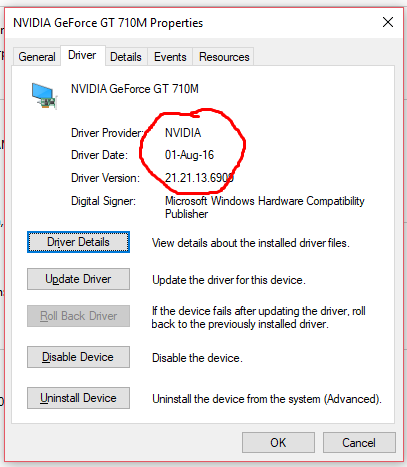 NVIDIA GeForce GT 710M Properties
General Driver Details Events Resources
NVIDIA GeForce GT 710M
Driver Provider: NVIDIA
Driver Date: 01-Aug-16
Driver Version: 21.21.13.6909
Digital Signer: Microsoft Windows Hardware Compatibility
Publisher
Driver Details View details about the installed driver files.
Update Driver Update the driver for this device.
Roll Back Driver If the device fails after updating the driver, roll
back to the previously installed driver.
Disable Device Disable the device.
Uninstall Device Uninstall the device from the system (Advanced).
OK Cancel